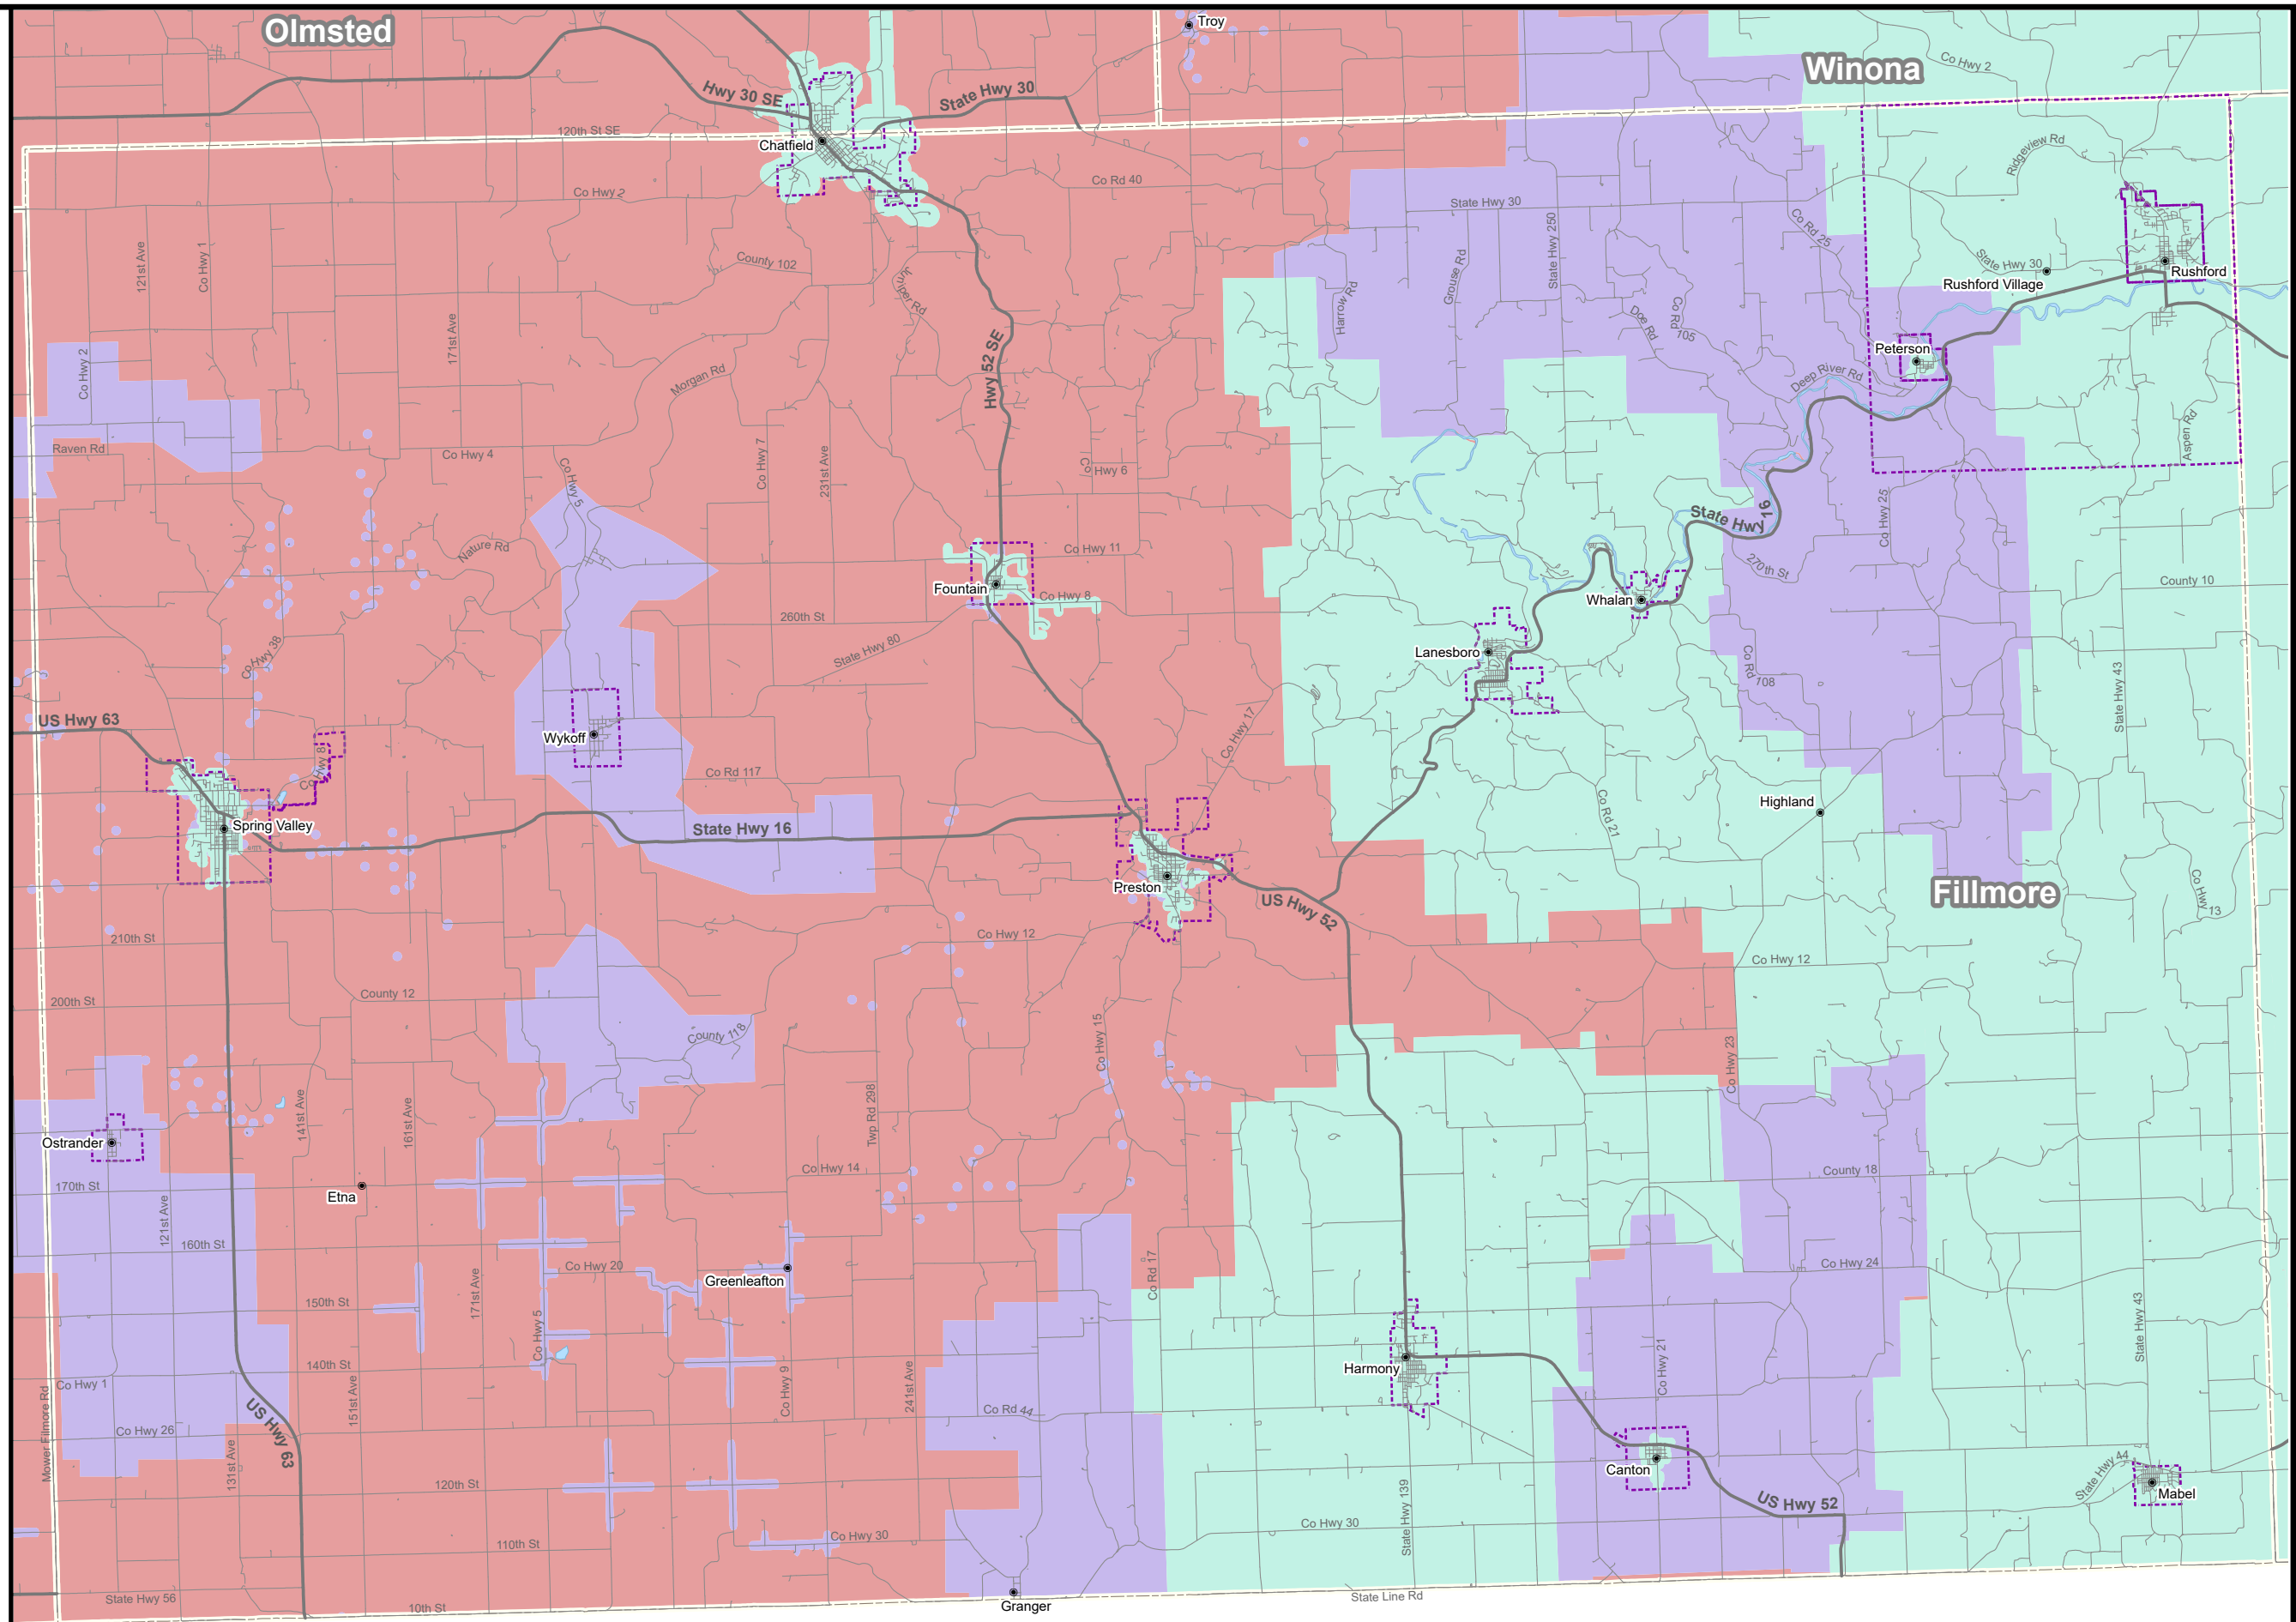 Olmsted
Troy
Winona
Co Hwy 2
Hwy 30 SE
State Hwy 30
120th St SE
Chatfield
Ridgeview Rd
Co Hwy 2
Co Rd 40
State Hwy 30
State Hwy 250
Co Rd 25
121st Ave
Co Hwy 1
County 102
Juniper Rd
Grouse Rd
State Hwy 30
Rushford
Rushford Village
Harrow Rd
Doe Rd
Co Rd
105
171st Ave
Hwy 52 SE
Co Hwy 2
Peterson
Morgan Rd
Deep River Rd
Aspen Rd
Raven Rd
Co Hwy 4
Co Hwy 7
231st Ave
Co Hwy 6
Co Hwy 5
State Hwy 16
Co Hwy 25
Nature Rd
Co Hwy 11
270th St
Fountain
Co Hwy 8
Whalan
County 10
260th St
State Hwy 80
Co Hwy 38
Lanesboro
Co Rd
708
State Hwy 43
US Hwy 63
Wykoff
Co Hwy 17
Co Hwy 8
Co Rd 117
Highland
Co Rd 21
Spring Valley
State Hwy 16
Preston
US Hwy 52
Fillmore
Co Hwy
13
210th St
Co Hwy 12
Co Hwy 12
200th St
County 12
County 118
Co Hwy 15
Co Hwy 23
141st Ave
161st Ave
Twp Rd 298
Ostrander
Co Hwy 14
County 18
170th St
Etna
121st Ave
160th St
Co Hwy 20
Greenleafton
Co Rd 17
Co Hwy 24
150th St
171st Ave
Co Hwy 5
State Hwy 43
140th St
Harmony
Co Hwy 21
Co Hwy 1
151st Ave
Co Hwy 9
241st Ave
Co Rd 44
Mower Fillmore Rd
Co Hwy 26
US Hwy 63
131st Ave
120th St
Canton
State Hwy 44
Mabel
US Hwy 52
State Hwy 139
Co Hwy 30
Co Hwy 30
110th St
State Hwy 56
10th St
Granger
State Line Rd